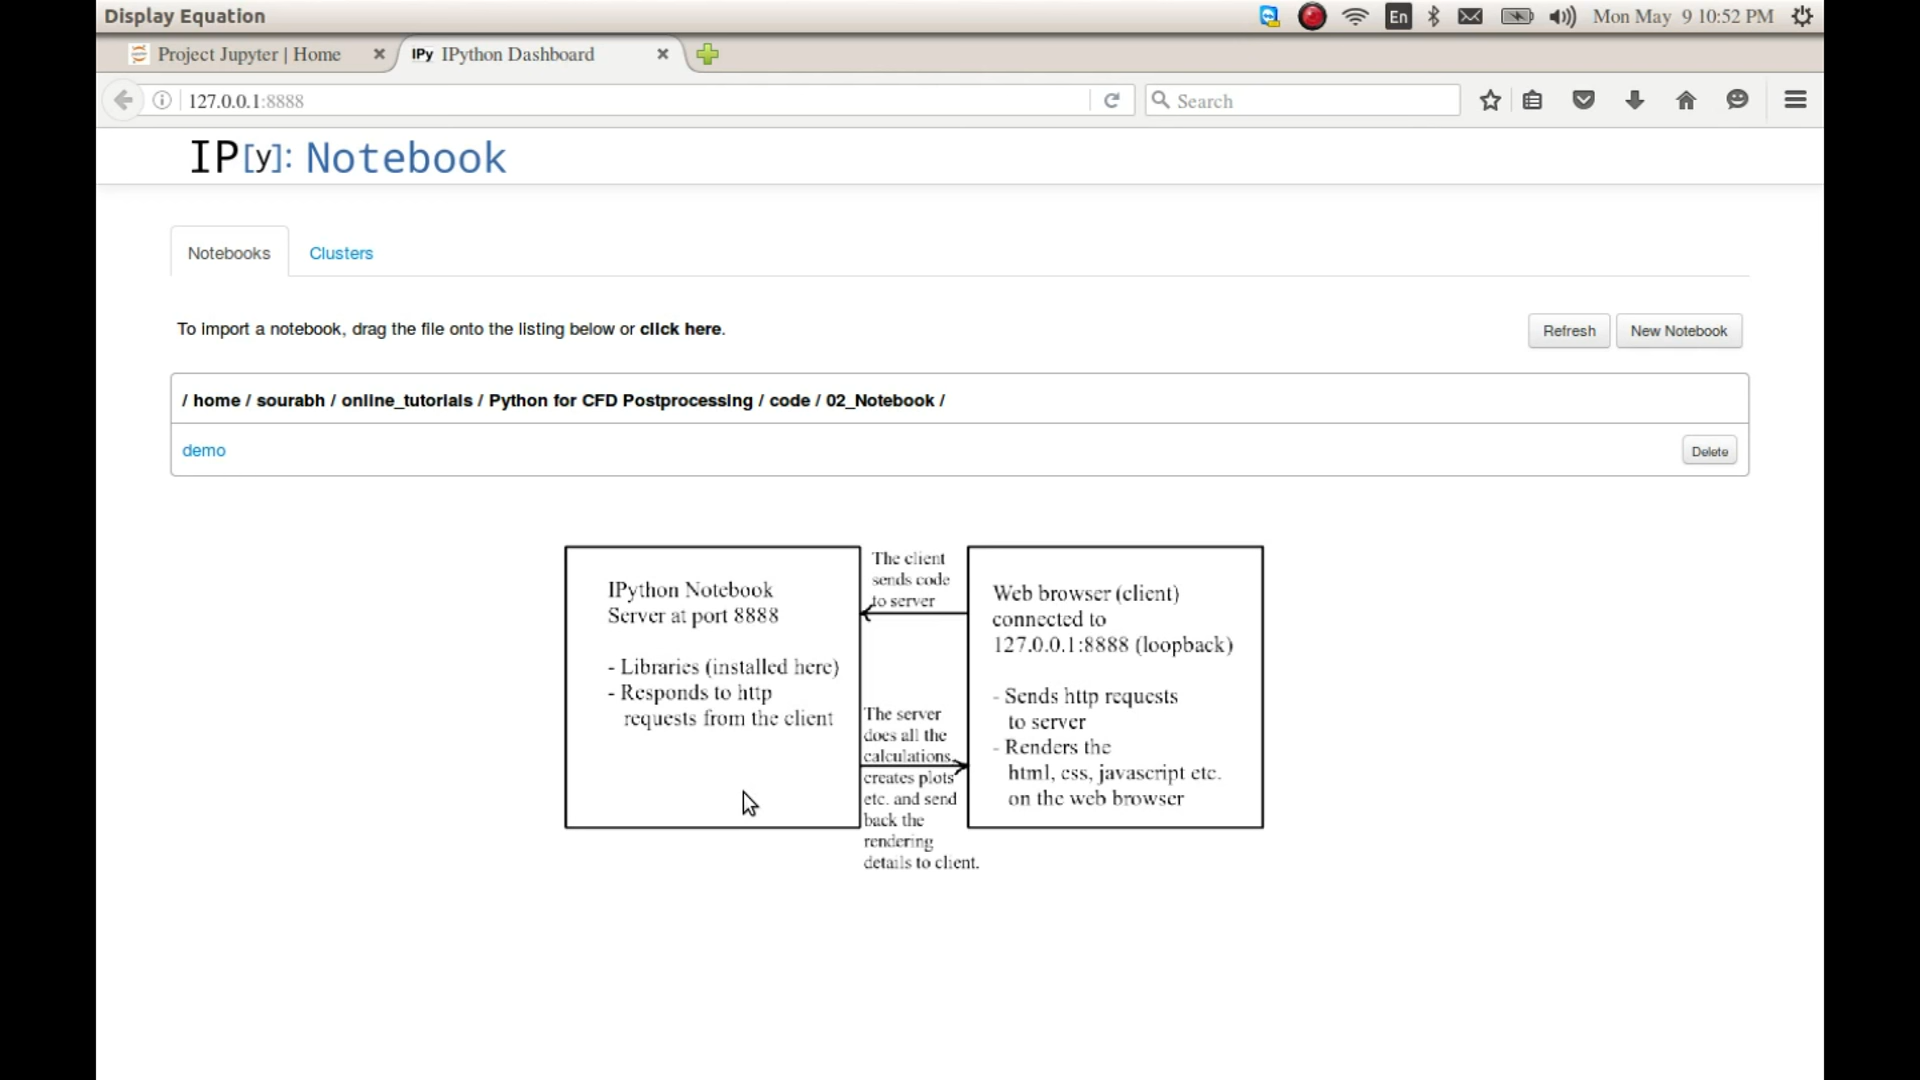 Display Equation
En
Mon May 9 10:52 PM
Project Jupyter | Home
IPy IPython Dashboard
127.0.0.1:8888
Search
IP[y]: Notebook
Notebooks
Clusters
To import a notebook, drag the file onto the listing below or click here.
Refresh
New Notebook
/ home / sourabh / online_tutorials / Python for CFD Postprocessing / code / 02_Notebook /
demo
Delete
IPython Notebook
Server at port 8888
- Libraries (installed here)
- Responds to http
requests from the client
The client
sends code
to server
The server
does all the
calculations,
creates plots
etc. and send
back the
rendering
details to client.
Web browser (client)
connected to
127.0.0.1:8888 (loopback)
- Sends http requests
to server
- Renders the
html, css, javascript etc.
on the web browser